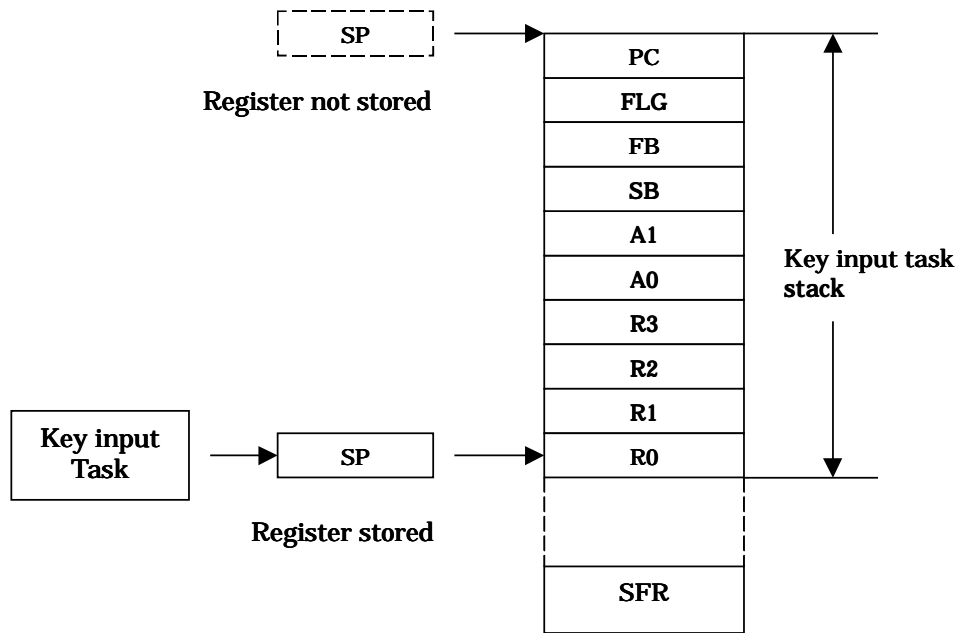 SP
PC
Register not stored
FLG
FB
SB
A1
Key input task
stack
A0
R3
R2
R1
Key input
Task
SP
R0
Register stored
SFR